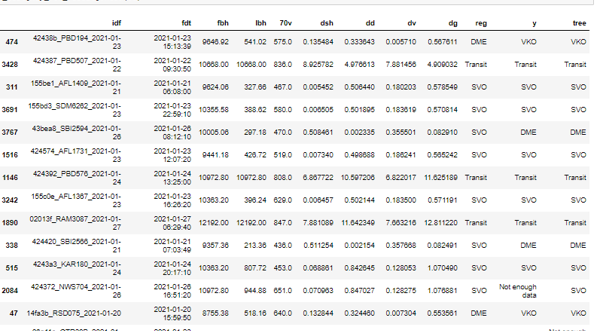 idf fdt fbh lbh 70v dsh dd dv dg reg y tree
474 42438b_PBD194_2021-01-23 2021-01-23 15:13:39 9646.92 541.02 575.0 0.135484 0.333643 0.005710 0.567611 DME VKO VKO
3428 424387_PBD507_2021-01-22 2021-01-22 09:30:50 10668.00 10668.00 836.0 8.925782 4.976613 7.881456 4.909032 Transit Transit Transit
311 155be1_AFL1409_2021-01-21 2021-01-21 06:08:00 9624.06 327.66 467.0 0.005452 0.506440 0.180203 0.578549 SVO SVO SVO
3691 155bd3_SDM6262_2021-01-23 2021-01-23 22:59:10 10355.58 388.62 580.0 0.006505 0.501895 0.183619 0.570814 SVO SVO SVO
3767 43bea8_SBI2594_2021-01-26 2021-01-26 08:12:10 10005.06 297.18 470.0 0.508461 0.002335 0.355501 0.082910 SVO DME DME
1516 424574_AFL1731_2021-01-23 2021-01-23 12:07:20 9441.18 426.72 519.0 0.007340 0.498688 0.186241 0.565242 SVO SVO SVO
1146 424392_PBD576_2021-01-24 2021-01-24 13:25:00 10972.80 10972.80 808.0 6.867722 10.597206 6.822017 11.625189 Transit Transit Transit
3242 155c0e_AFL1367_2021-01-23 2021-01-23 16:26:20 10363.20 396.24 629.0 0.006457 0.502144 0.183500 0.571191 SVO SVO SVO
1890 02013f_RAM3087_2021-01-27 2021-01-27 06:29:40 12192.00 12192.00 847.0 7.881089 11.642349 7.663216 12.811220 Transit Transit Transit
338 424420_SBI2566_2021-01-21 2021-01-21 07:03:49 9357.36 213.36 436.0 0.511254 0.002154 0.357668 0.082491 SVO DME DME
515 4243a3_KAR180_2021-01-24 2021-01-24 20:17:10 10363.20 807.72 453.0 0.068861 0.842645 0.128053 1.070490 SVO SVO SVO
2084 424372_NWS704_2021-01-26 2021-01-26 16:51:20 10972.80 944.88 651.0 0.070963 0.847027 0.128275 1.076881 SVO Not enough data SVO
47 14fa3b_RSD075_2021-01-20 2021-01-20 15:59:50 8755.38 518.16 640.0 0.132844 0.324460 0.007304 0.553561 DME VKO VKO